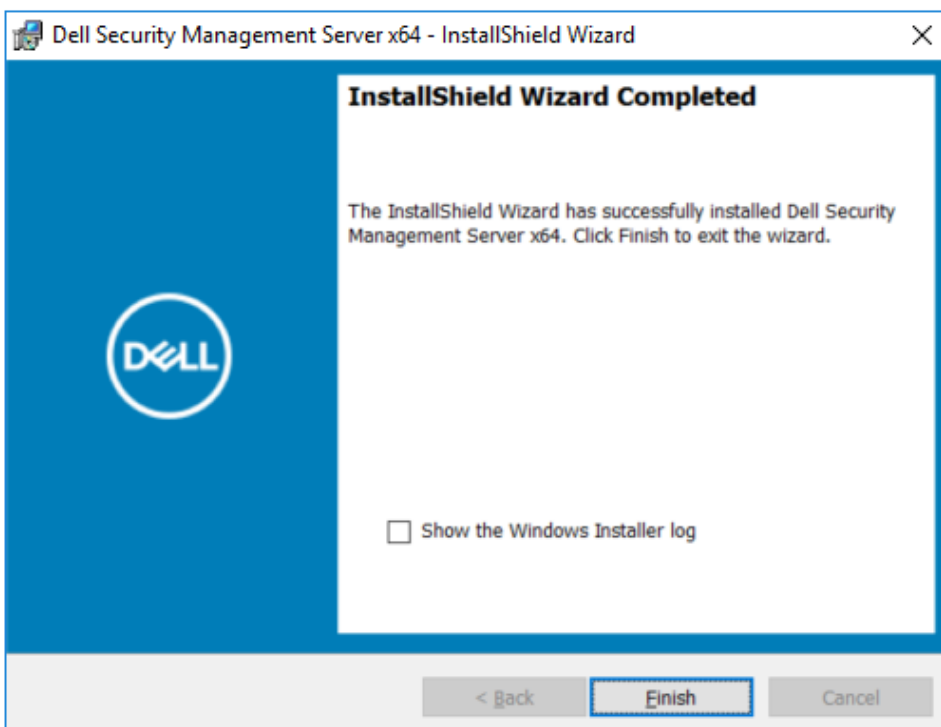 Dell Security Management Server x64 - InstallShield Wizard
InstallShield Wizard Completed
The InstallShield Wizard has successfully installed Dell Security
Management Server x64. Click Finish to exit the wizard.
DELL
Show the Windows Installer log
< Back
Finish
Cancel